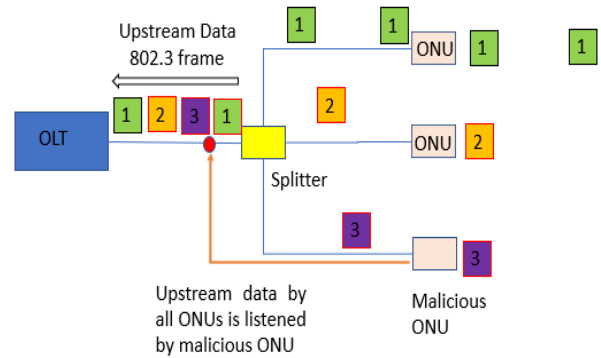 1 1 ONU 1 1
Upstream Data
802.3 frame
1 2 3 1
2
OLT
ONU 2
Splitter
3
3
Upstream data by
all ONUs is listened
by malicious ONU
Malicious
ONU